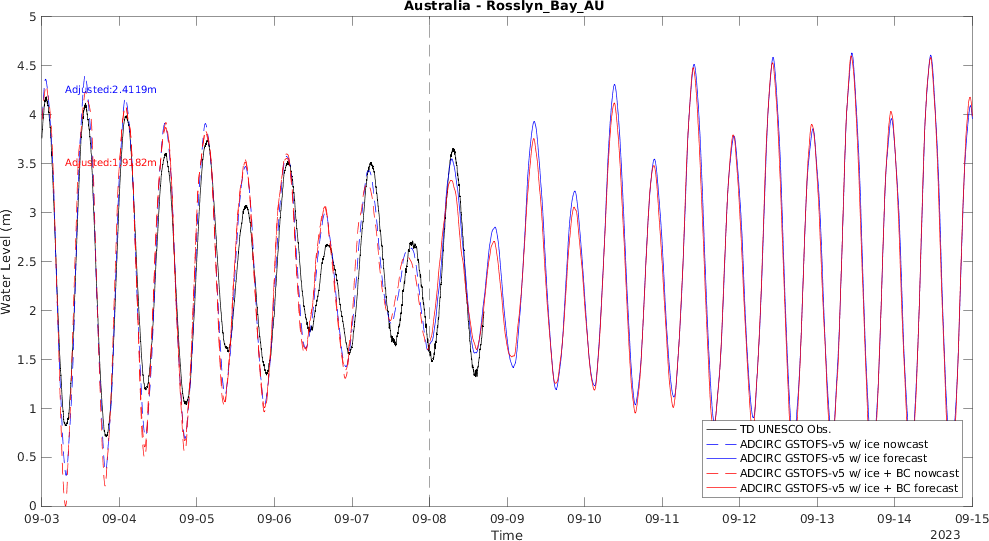 Australia - Rosslyn_Bay_AU
5
4.5
4
3.5
3
2.5
2
1.5
1
0.5
0
Water Level (m)
Adjusted:2.4119m
Adjusted:1.9182m
TD UNESCO Obs.
ADCIRC GSTOFS-v5 w/ ice nowcast
ADCIRC GSTOFS-v5 w/ ice forecast
ADCIRC GSTOFS-v5 w/ ice + BC nowcast
ADCIRC GSTOFS-v5 w/ ice + BC forecast
09-03 09-04 09-05 09-06 09-07 09-08 09-09 09-10 09-11 09-12 09-13 09-14 09-15
Time 2023